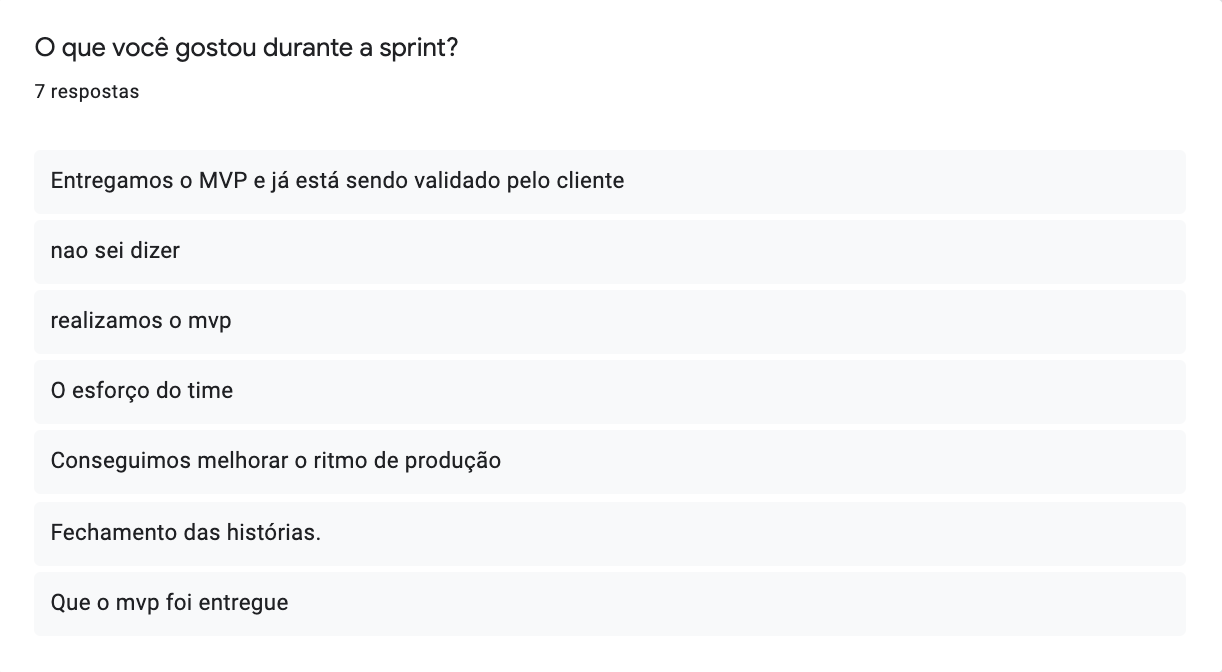 O que você gostou durante a sprint?
7 respostas
Entregamos o MVP e já está sendo validado pelo cliente
nao sei dizer
realizamos o mvp
O esforço do time
Conseguimos melhorar o ritmo de produção
Fechamento das histórias.
Que o mvp foi entregue